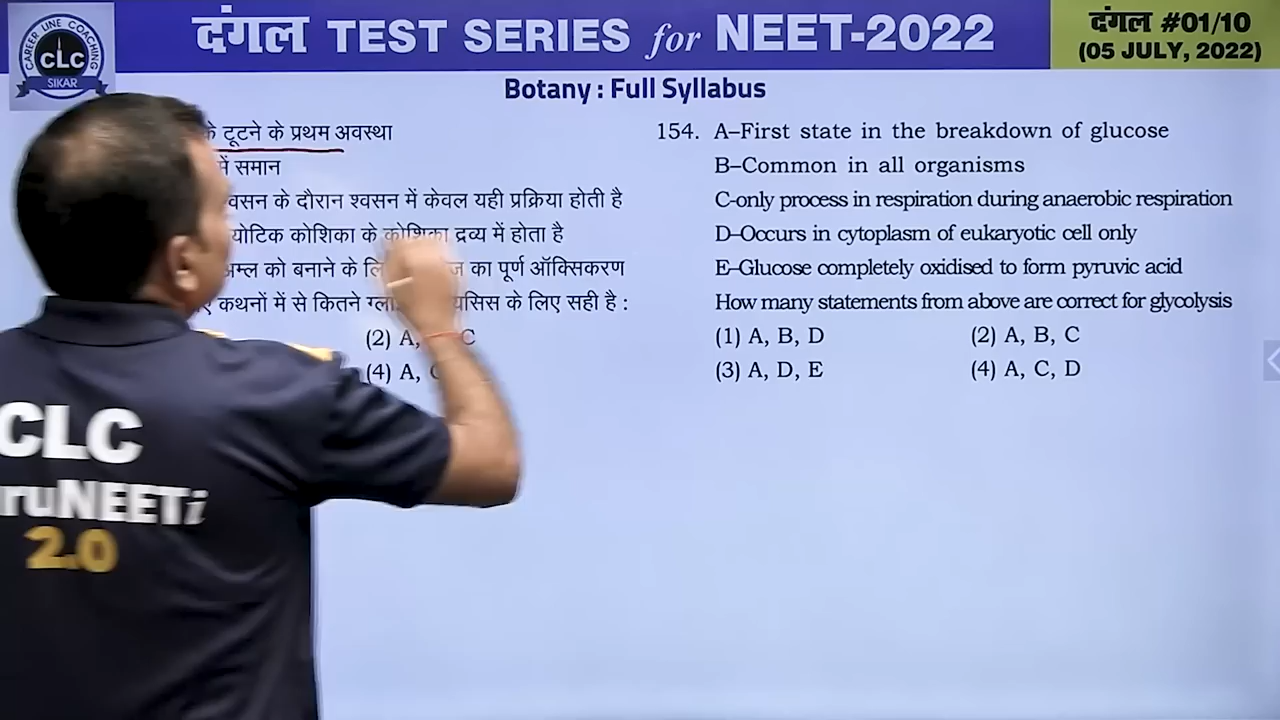 दंगल TEST SERIES for NEET-2022
दंगल #01/10
(05 JULY, 2022)
CAREER LINE COACHING
CLC
SIKAR
Botany : Full Syllabus
के टूटने के प्रथम अवस्था
में समान
के दौरान श्वसन में केवल यही प्रक्रिया होती है
कोशिका के कोशिका द्रव्य में होता है
को बनाने के का पूर्ण ऑक्सिकरण
कथनों में से कितने के लिए सही है :
(2) A, C
(4) A,
154. A–First state in the breakdown of glucose
B–Common in all organisms
C-only process in respiration during anaerobic respiration
D–Occurs in cytoplasm of eukaryotic cell only
E–Glucose completely oxidised to form pyruvic acid
How many statements from above are correct for glycolysis
(1) A, B, D (2) A, B, C
(3) A, D, E (4) A, C, D
CLC
ruNEETi
2.0